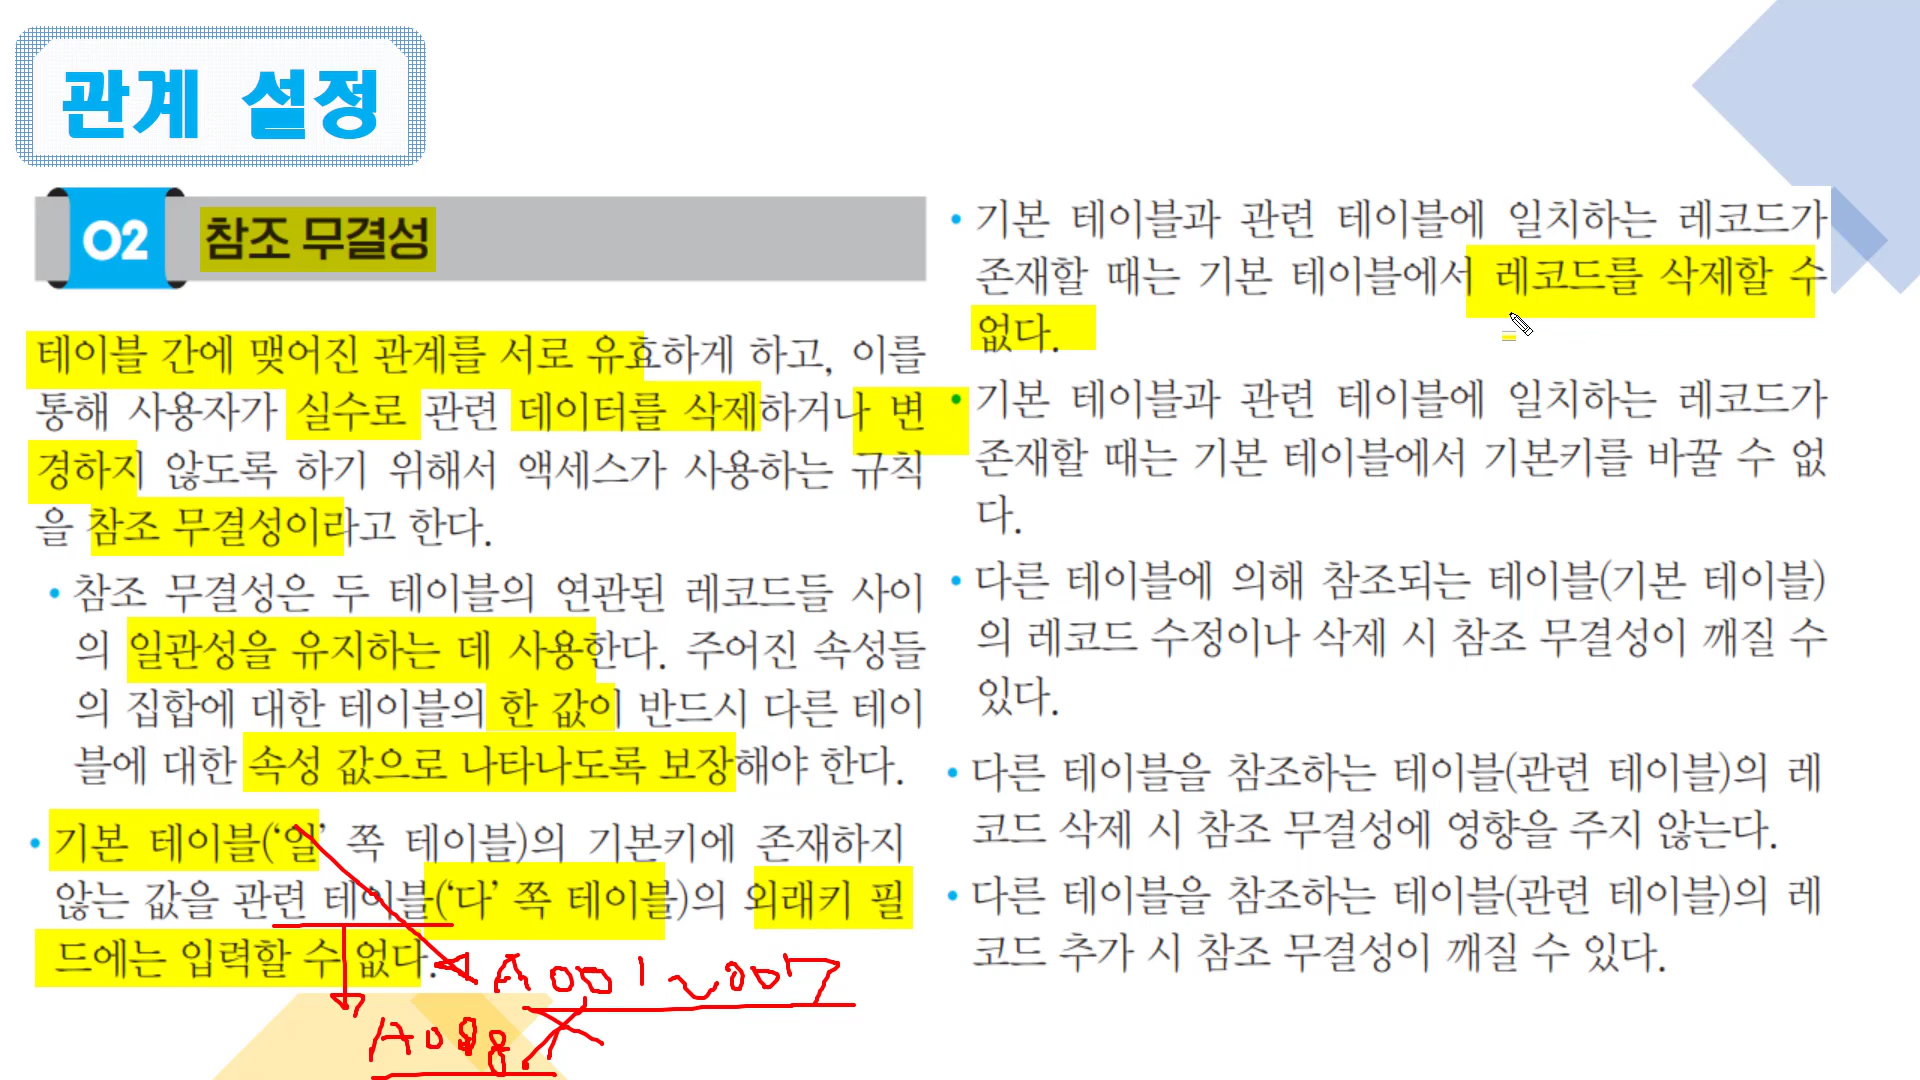 관계 설정
02 참조 무결성
테이블 간에 맺어진 관계를 서로 유효하게 하고, 이를
통해 사용자가 실수로 관련 데이터를 삭제하거나 변
경하지 않도록 하기 위해서 액세스가 사용하는 규칙
을 참조 무결성이라고 한다.
• 참조 무결성은 두 테이블의 연관된 레코드들 사이
의 일관성을 유지하는 데 사용한다. 주어진 속성들
의 집합에 대한 테이블의 한 값이 반드시 다른 테이
블에 대한 속성 값으로 나타나도록 보장해야 한다.
• 기본 테이블(‘일’ 쪽 테이블)의 기본키에 존재하지
않는 값을 관련 테이블(‘다’ 쪽 테이블)의 외래키 필
드에는 입력할 수 없다.
A001~007
• 기본 테이블과 관련 테이블에 일치하는 레코드가
존재할 때는 기본 테이블에서 레코드를 삭제할 수
없다.
• 기본 테이블과 관련 테이블에 일치하는 레코드가
존재할 때는 기본 테이블에서 기본키를 바꿀 수 없
다.
• 다른 테이블에 의해 참조되는 테이블(기본 테이블)
의 레코드 수정이나 삭제 시 참조 무결성이 깨질 수
있다.
• 다른 테이블을 참조하는 테이블(관련 테이블)의 레
코드 삭제 시 참조 무결성에 영향을 주지 않는다.
• 다른 테이블을 참조하는 테이블(관련 테이블)의 레
코드 추가 시 참조 무결성이 깨질 수 있다.